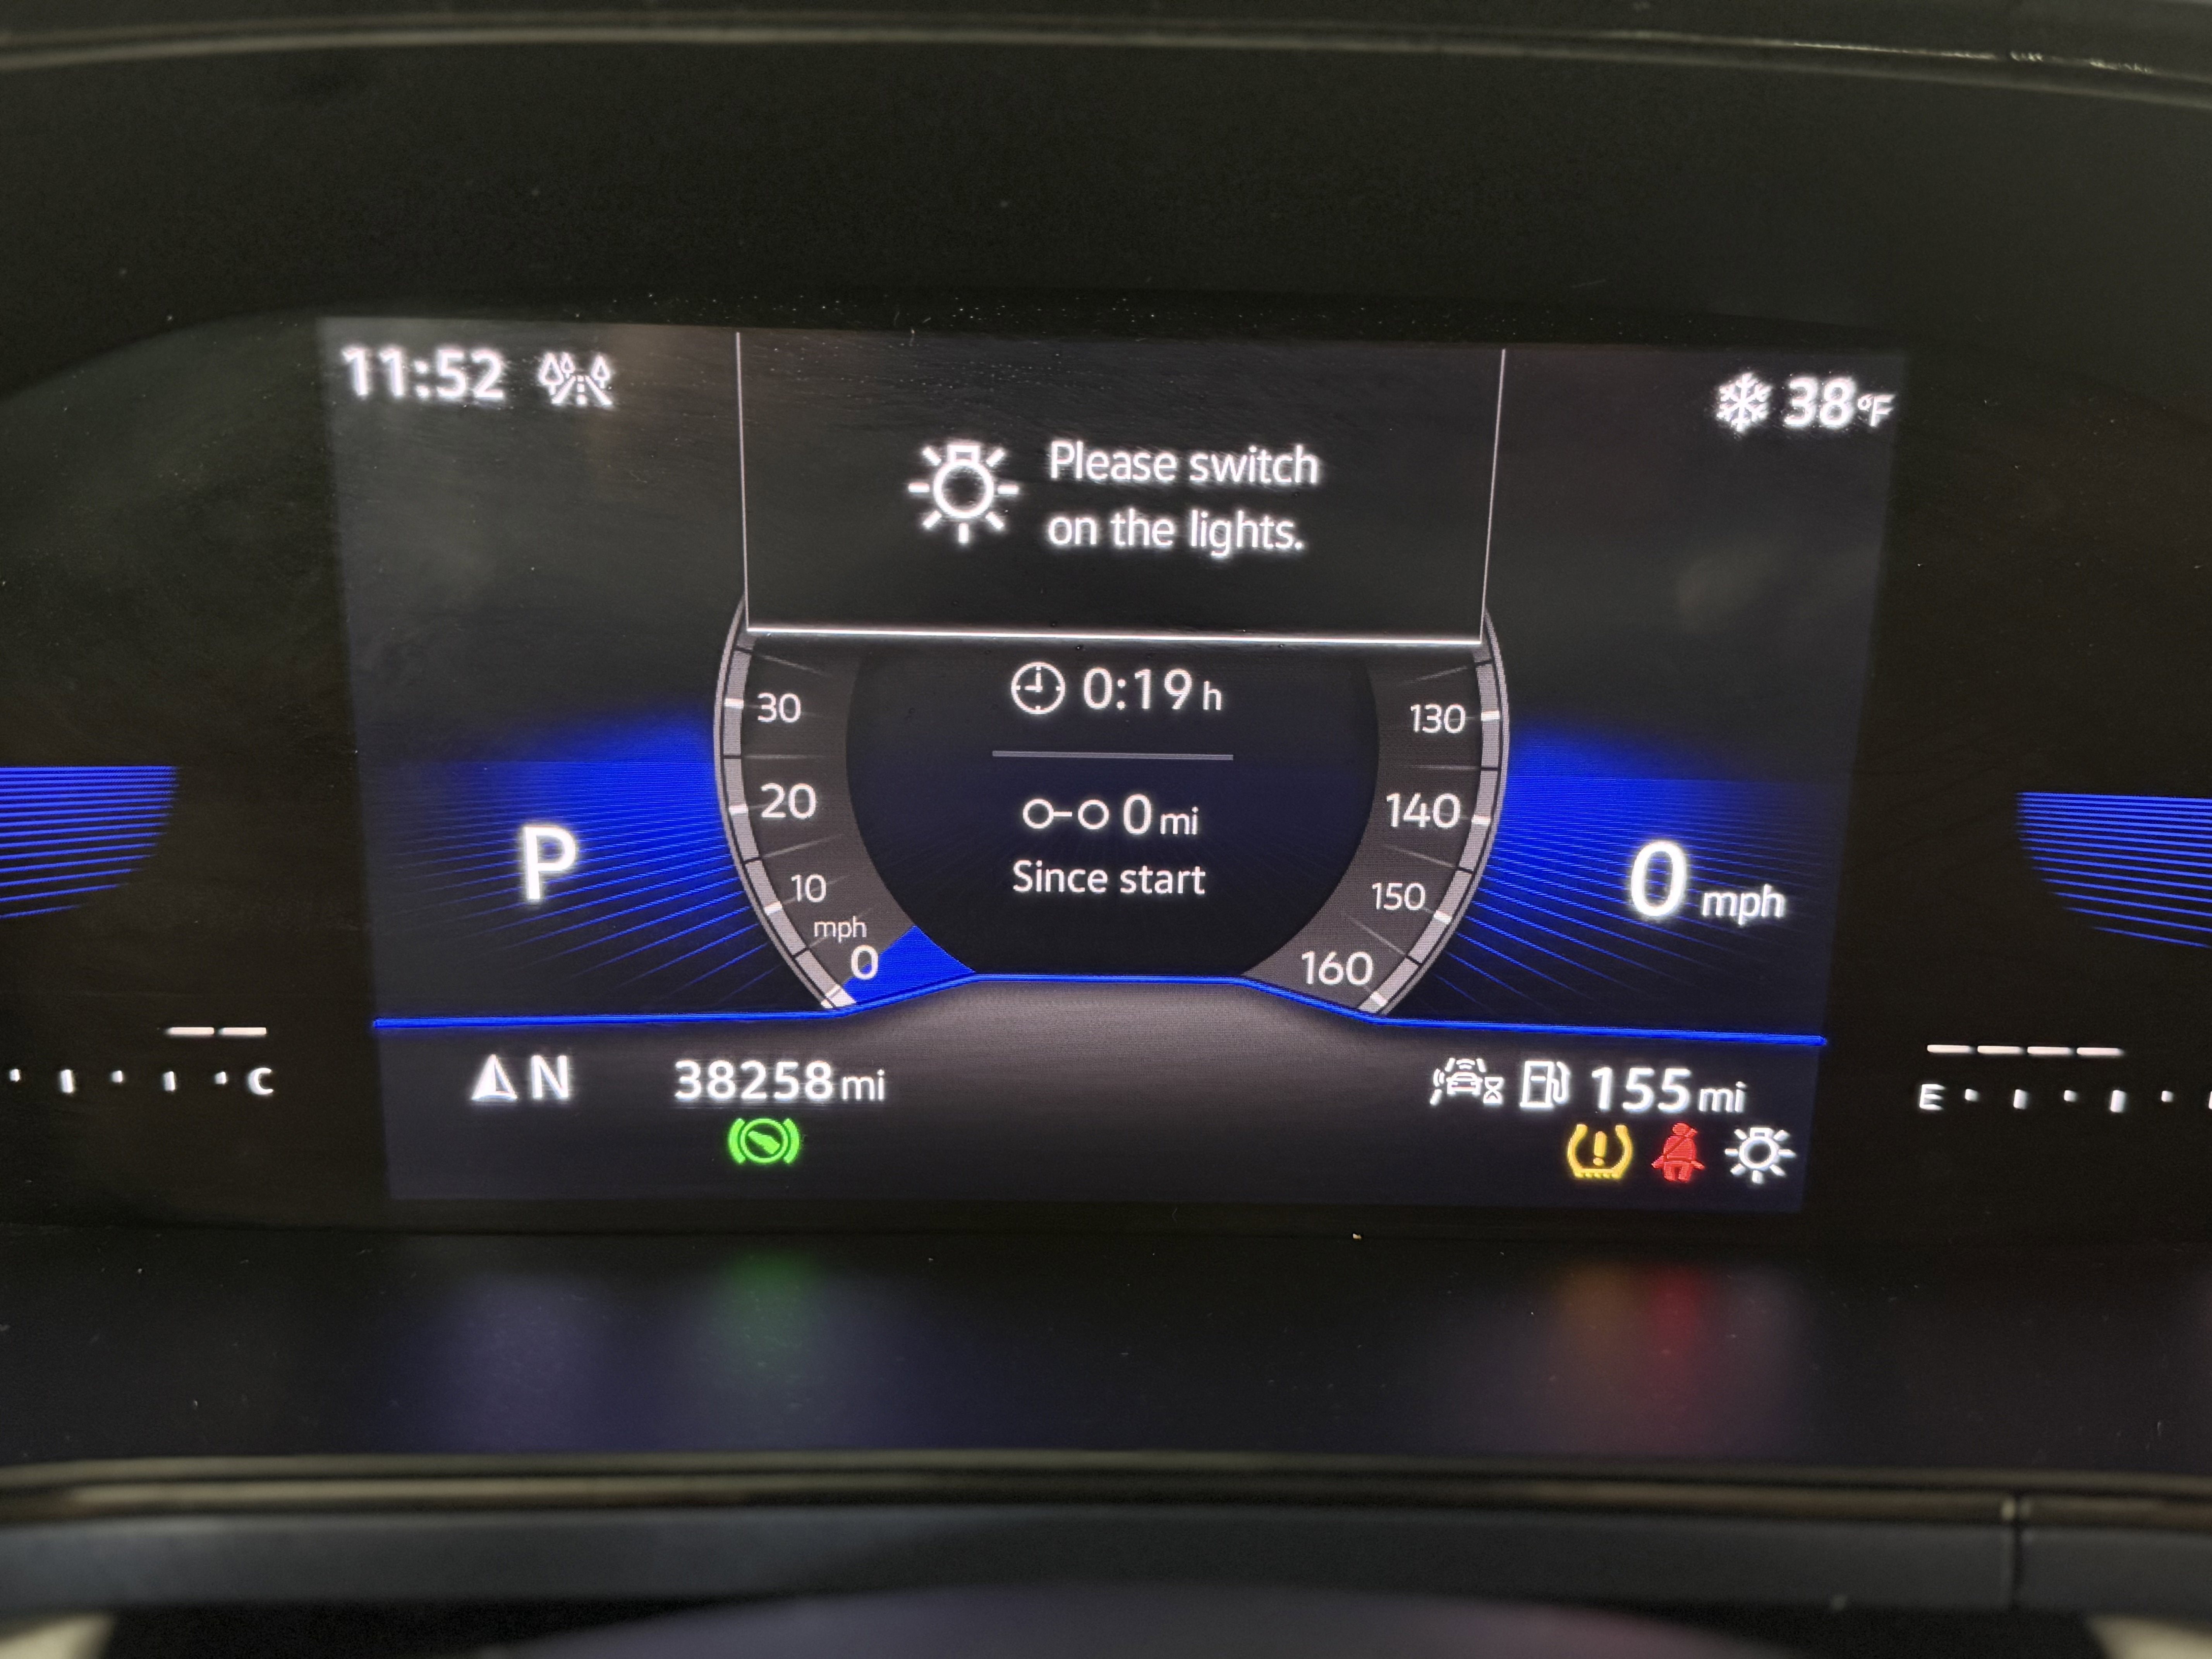 11:52
38°F
Please switch
on the lights.
0:19 h
30
130
20
0 mi
140
P
Since start
0 mph
10
150
mph
0
160
C
N
38258 mi
155 mi
E